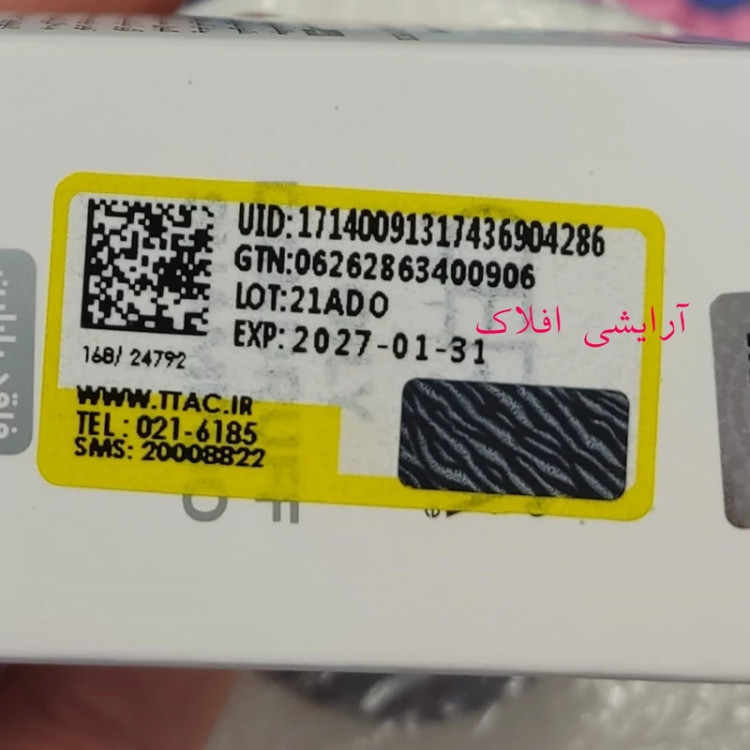 UID:17140091317436904286
GTN:06262863400906
LOT:21ADO
EXP: 2027-01-31
آرایشی افلاک
168/ 24792
WWW.TTAC.IR
TEL : 021-6185
SMS: 20008822